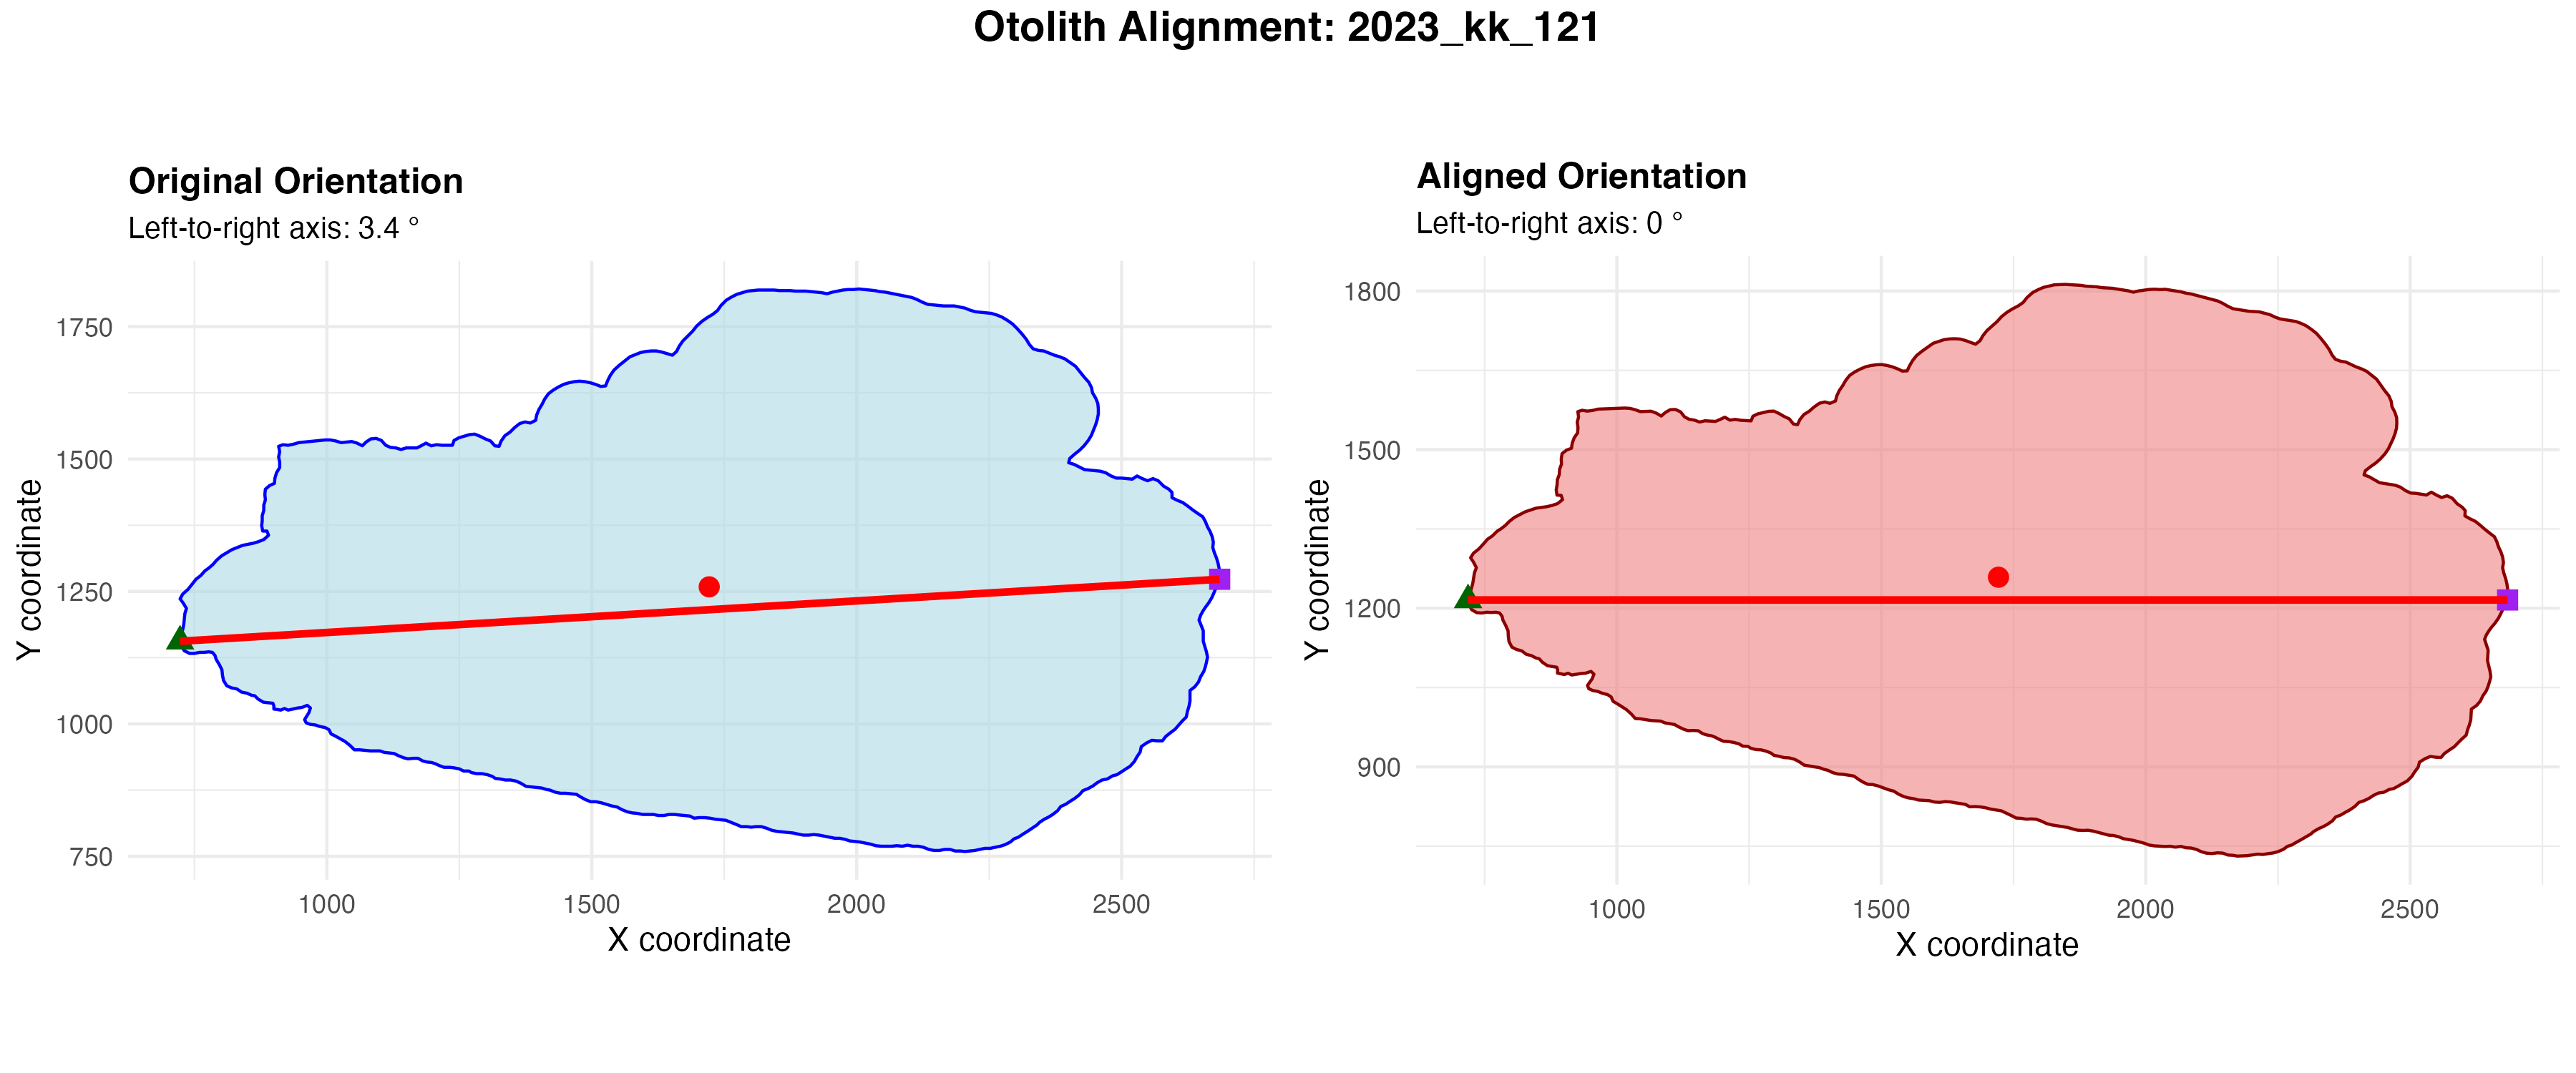 Otolith Alignment: 2023_kk_121
Original Orientation
Left-to-right axis: 3.4 °
Y coordinate
1750
1500
1250
1000
750
1000 1500 2000 2500
X coordinate
Aligned Orientation
Left-to-right axis: 0 °
Y coordinate
1800
1500
1200
900
1000 1500 2000 2500
X coordinate